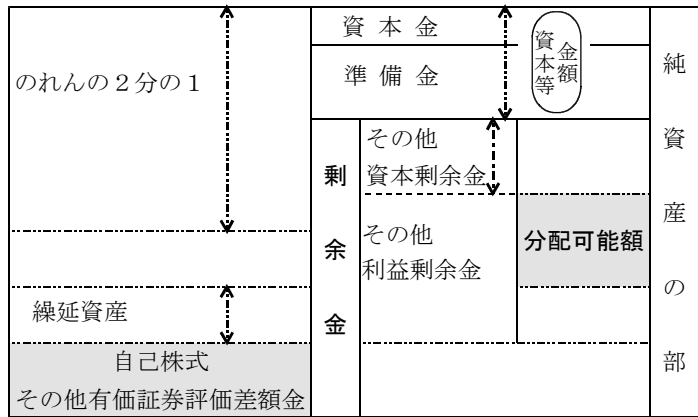 のれんの２分の１
繰延資産
自己株式
その他有価証券評価差額金
資本金
準備金
資本等
金額
剰余金
その他
資本剰余金
その他
利益剰余金
分配可能額
純資産の部